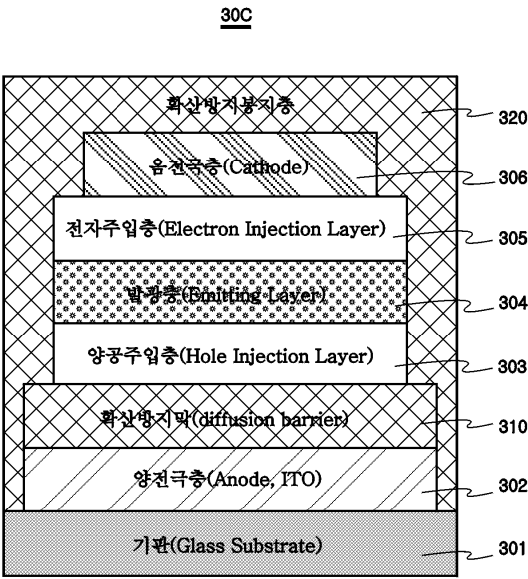 30C
확산방지봉지층
320
음전극층(Cathode)
306
전자주입층(Electron Injection Layer)
305
발광층(Emitting Layer)
304
양공주입층(Hole Injection Layer)
303
확산방지막(diffusion barrier)
310
양전극층(Anode, ITO)
302
기판(Glass Substrate)
301